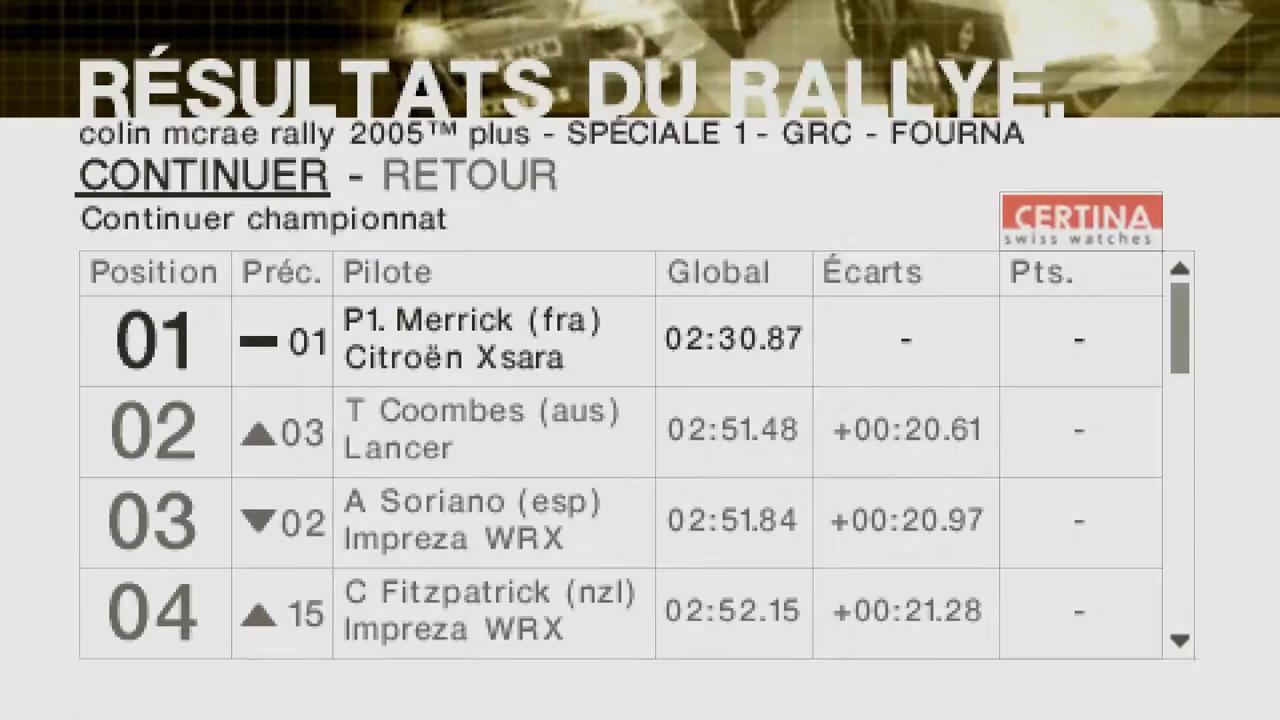 RÉSULTATS DU RALLYE.
colin mcrae rally 2005™ plus - SPÉCIALE 1 - GRC - FOURNA
CONTINUER - RETOUR
Continuer championnat
CERTINA
swiss watches
Position Préc. Pilote Global Écarts Pts.
01 01 P1. Merrick (fra) 02:30.87 - -
Citroën Xsara
02 03 T Coombes (aus) 02:51.48 +00:20.61 -
Lancer
03 02 A Soriano (esp) 02:51.84 +00:20.97 -
Impreza WRX
04 15 C Fitzpatrick (nzl) 02:52.15 +00:21.28 -
Impreza WRX